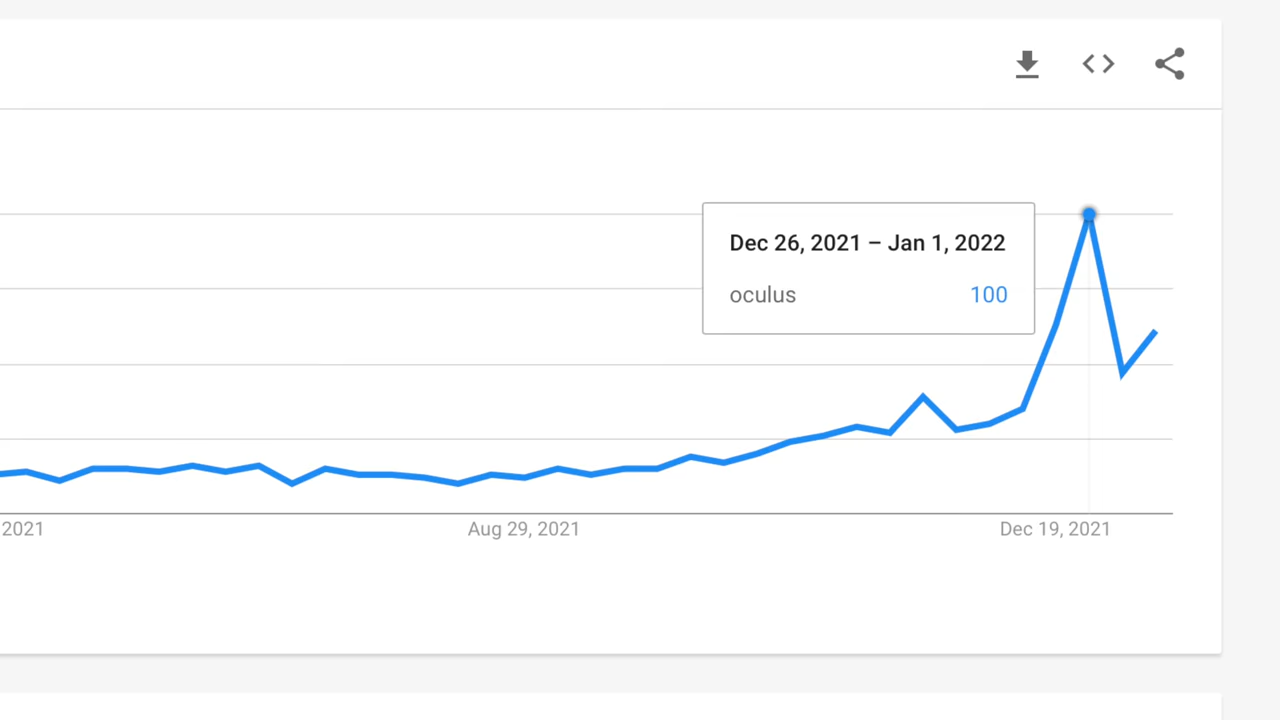 Dec 26, 2021 – Jan 1, 2022
oculus 100
2021 Aug 29, 2021 Dec 19, 2021